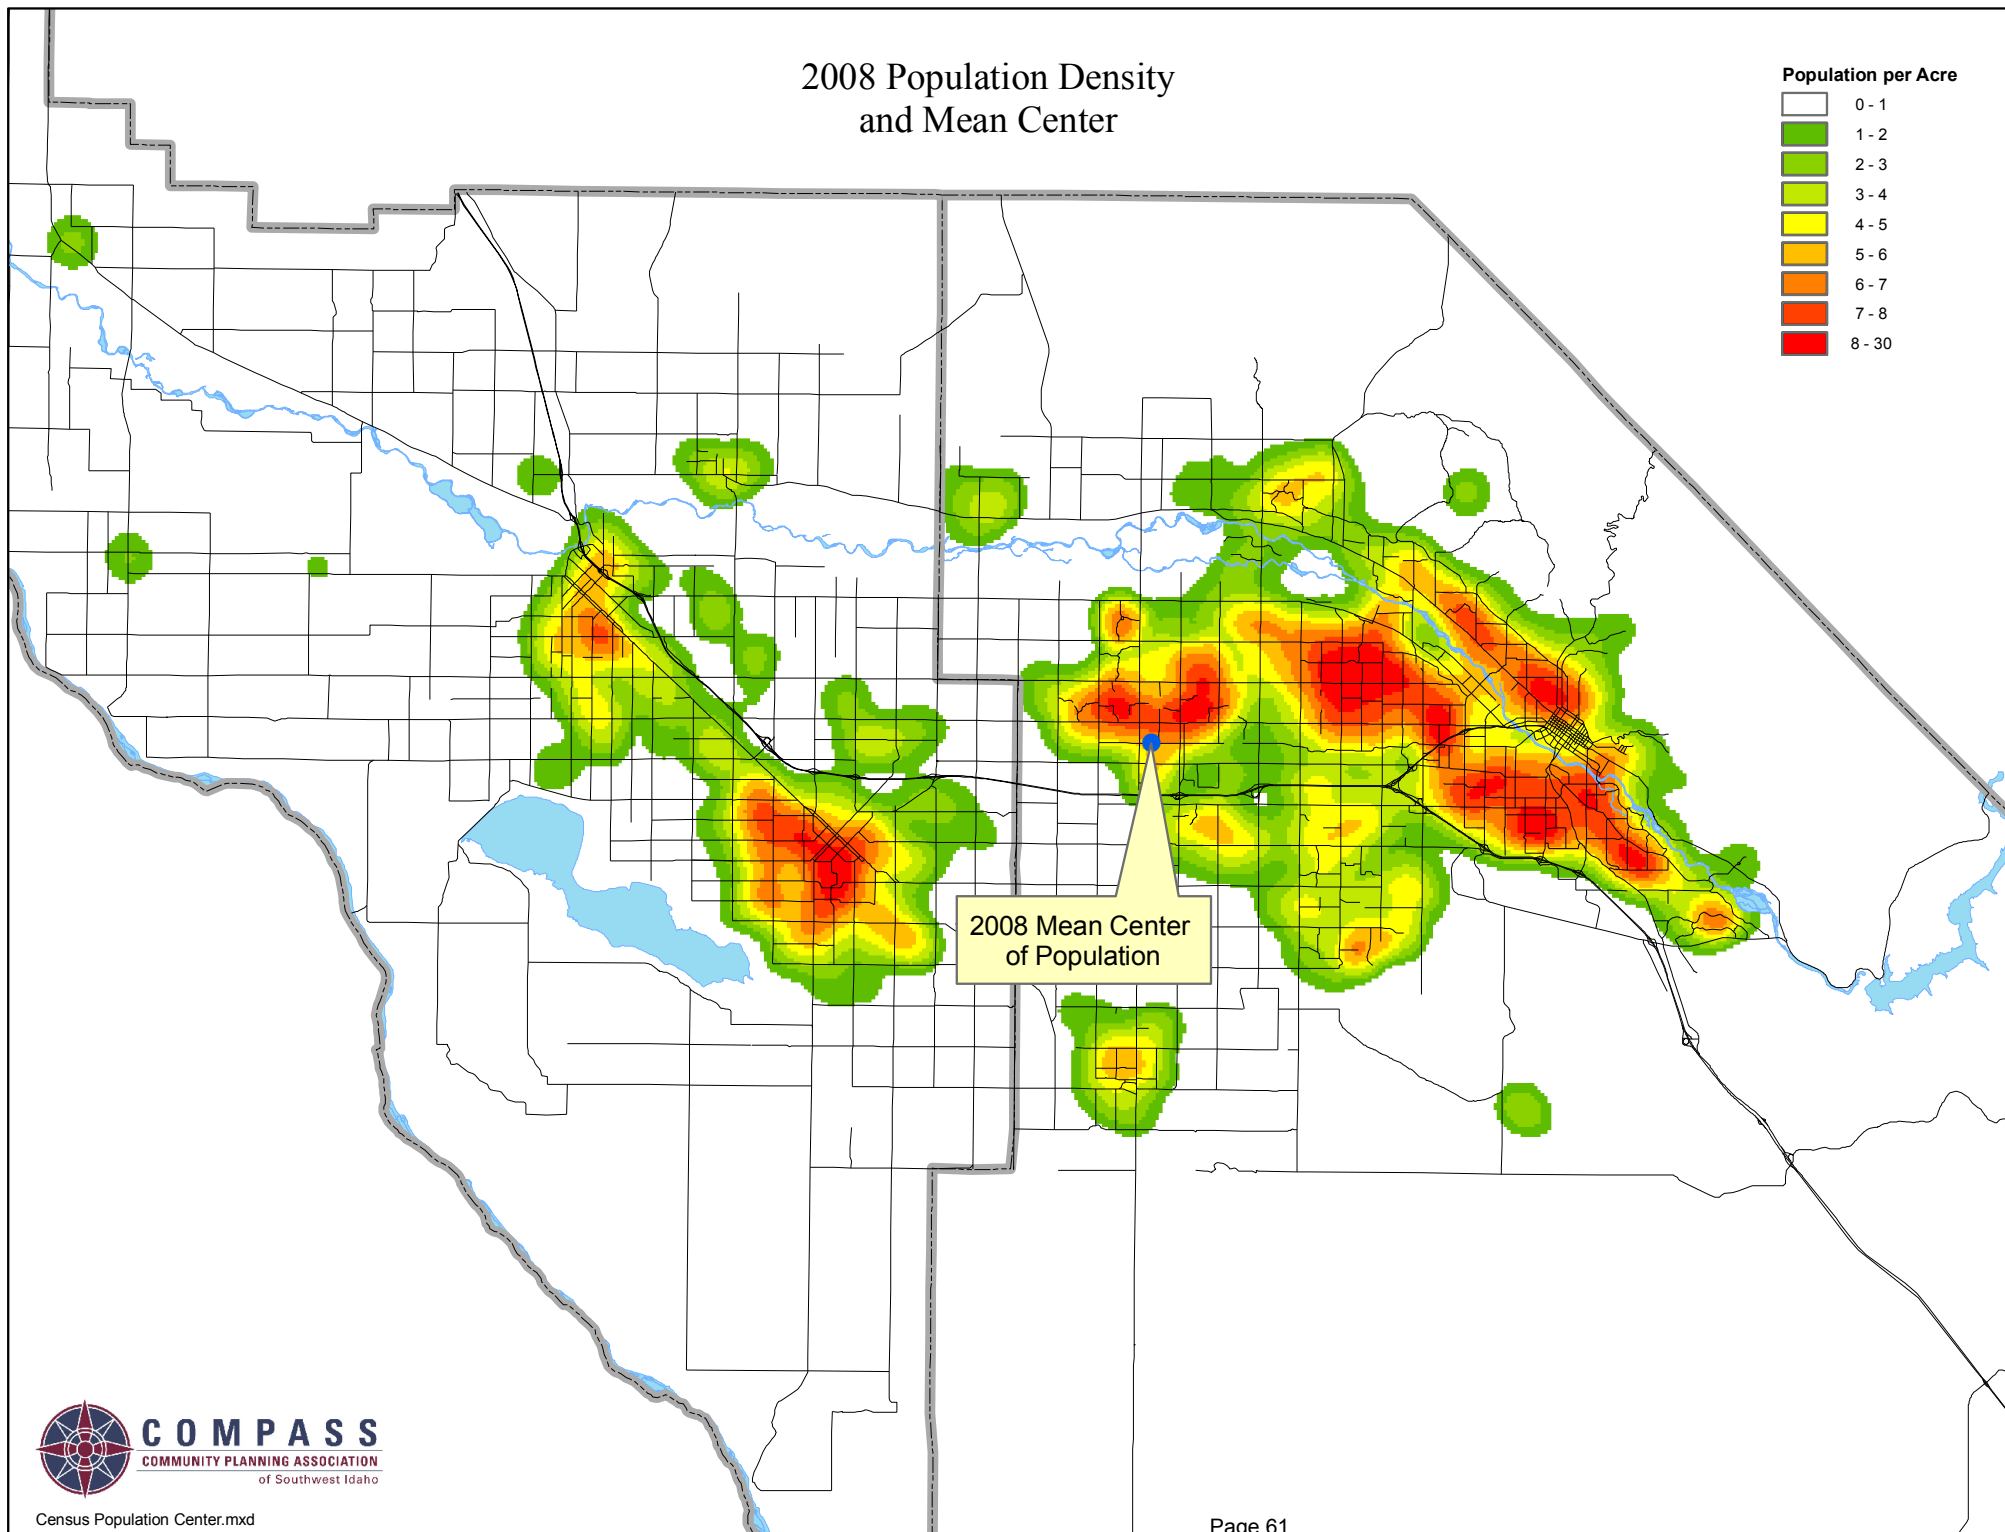 2008 Population Density
and Mean Center
Population per Acre
0 - 1
1 - 2
2 - 3
3 - 4
4 - 5
5 - 6
6 - 7
7 - 8
8 - 30
2008 Mean Center
of Population
COMPASS
COMMUNITY PLANNING ASSOCIATION
of Southwest Idaho
Census Population Center.mxd
Page 61